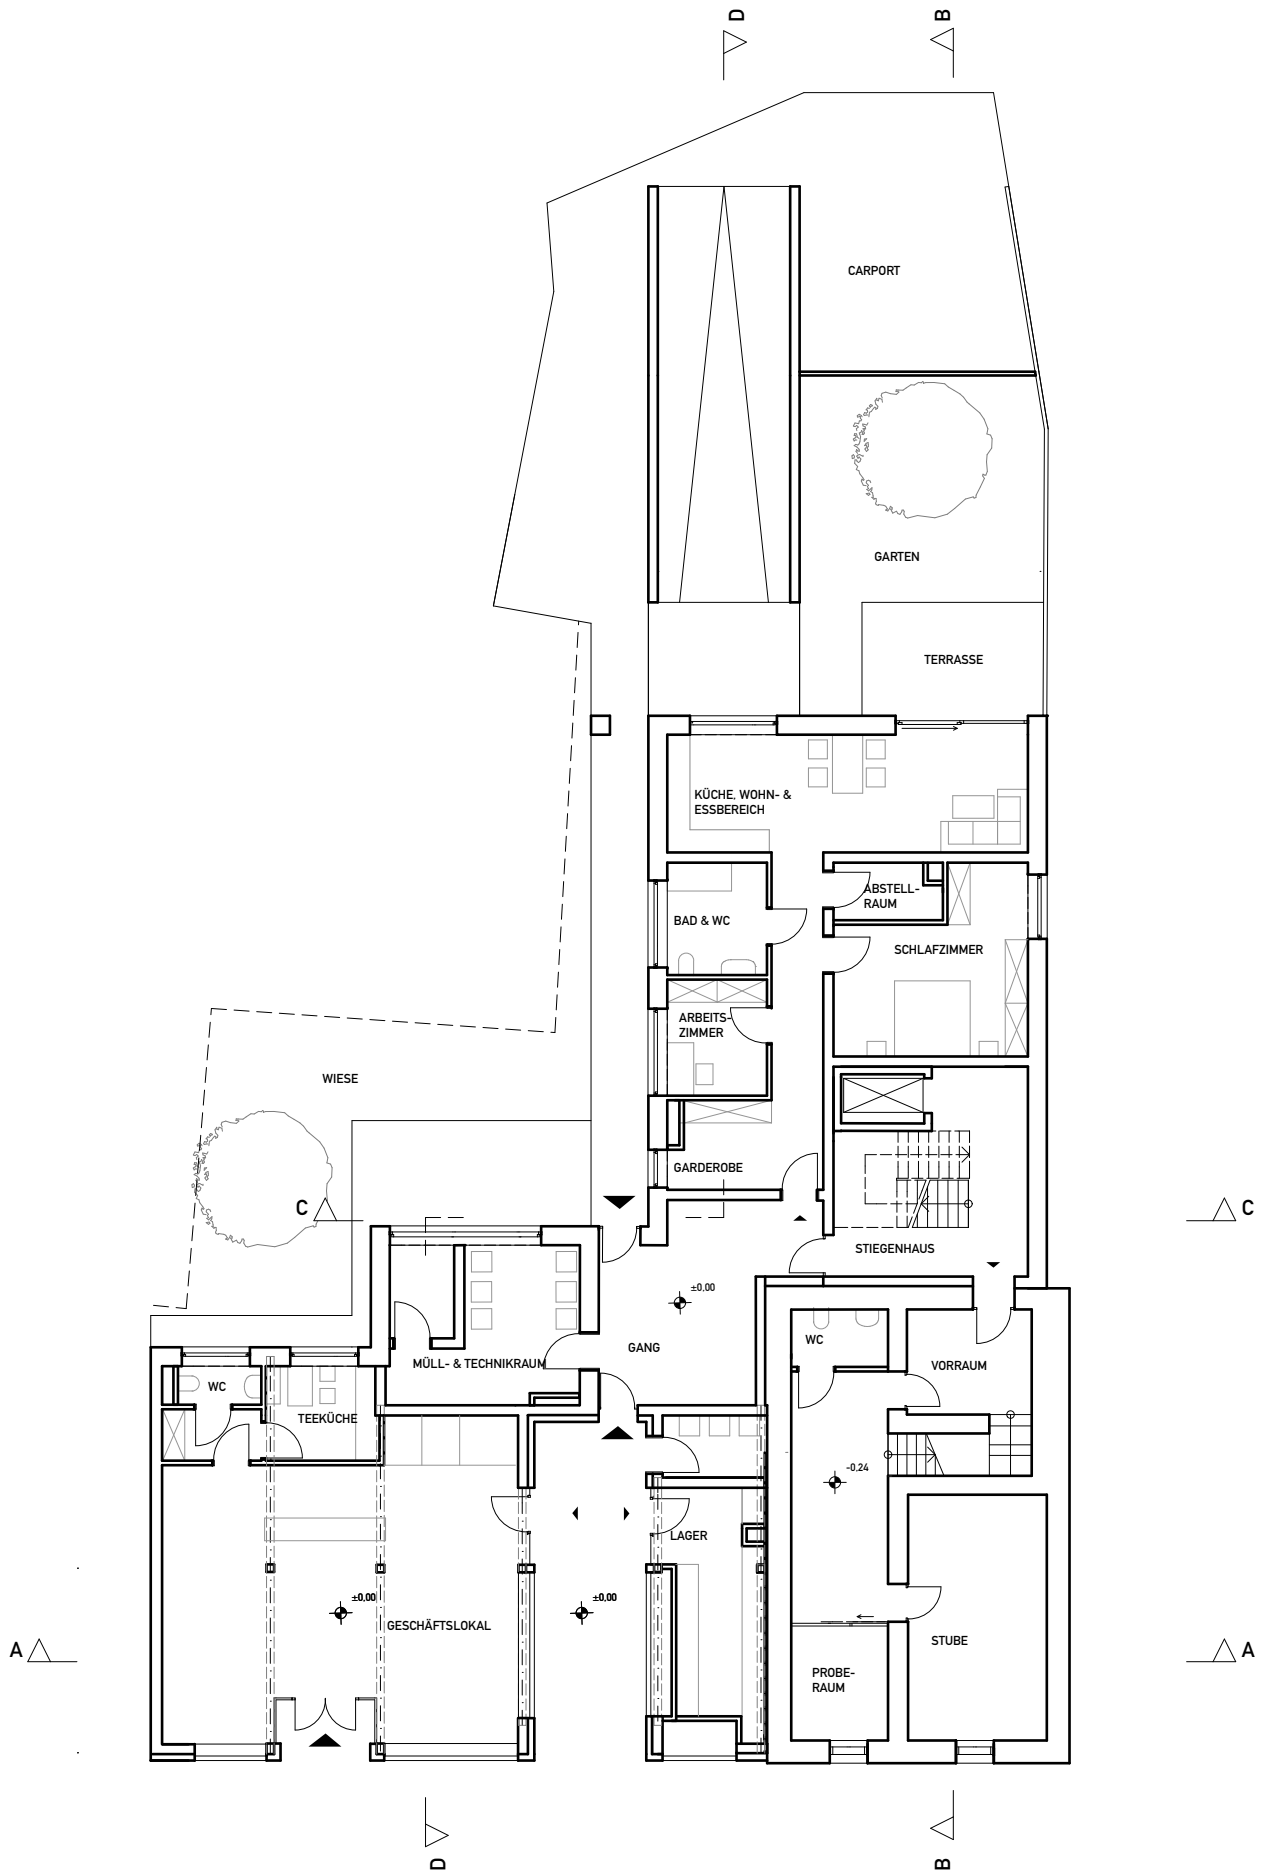 D
B
CARPORT
GARTEN
TERRASSE
KÜCHE, WOHN- &
ESSBEREICH
ABSTELL-
RAUM
BAD & WC
SCHLAFZIMMER
ARBEITS-
ZIMMER
WIESE
GARDEROBE
C
C
STIEGENHAUS
±0,00
WC
GANG
VORRAUM
MÜLL- & TECHNIKRAUM
WC
TEEKÜCHE
-0,24
LAGER
±0,00
±0,00
GESCHÄFTSLOKAL
STUBE
A
A
PROBE-
RAUM
D
B